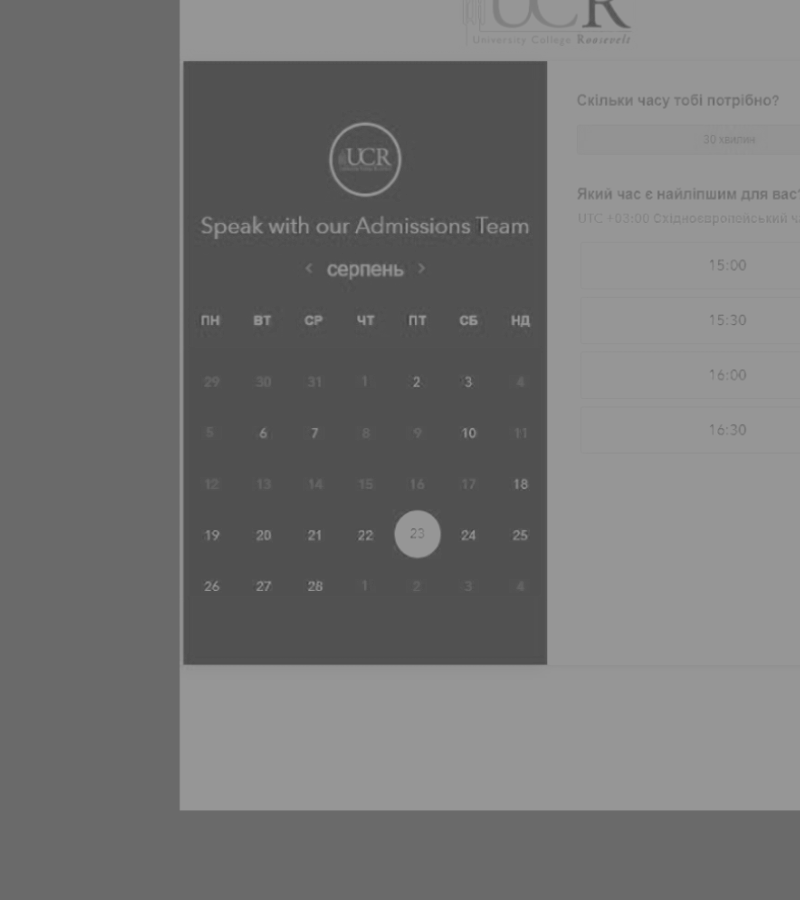 UCR
University College Roosevelt
UCR
Speak with our Admissions Team
< серпень >
ПН ВТ СР ЧТ ПТ СБ НД
29 30 31 1 2 3 4
5 6 7 8 9 10 11
12 13 14 15 16 17 18
19 20 21 22 23 24 25
26 27 28 1 2 3 4
Скільки часу тобі потрібно?
30 хвилин
Який час є найліпшим для вас?
UTC +03:00 Східноєвропейський
15:00
15:30
16:00
16:30